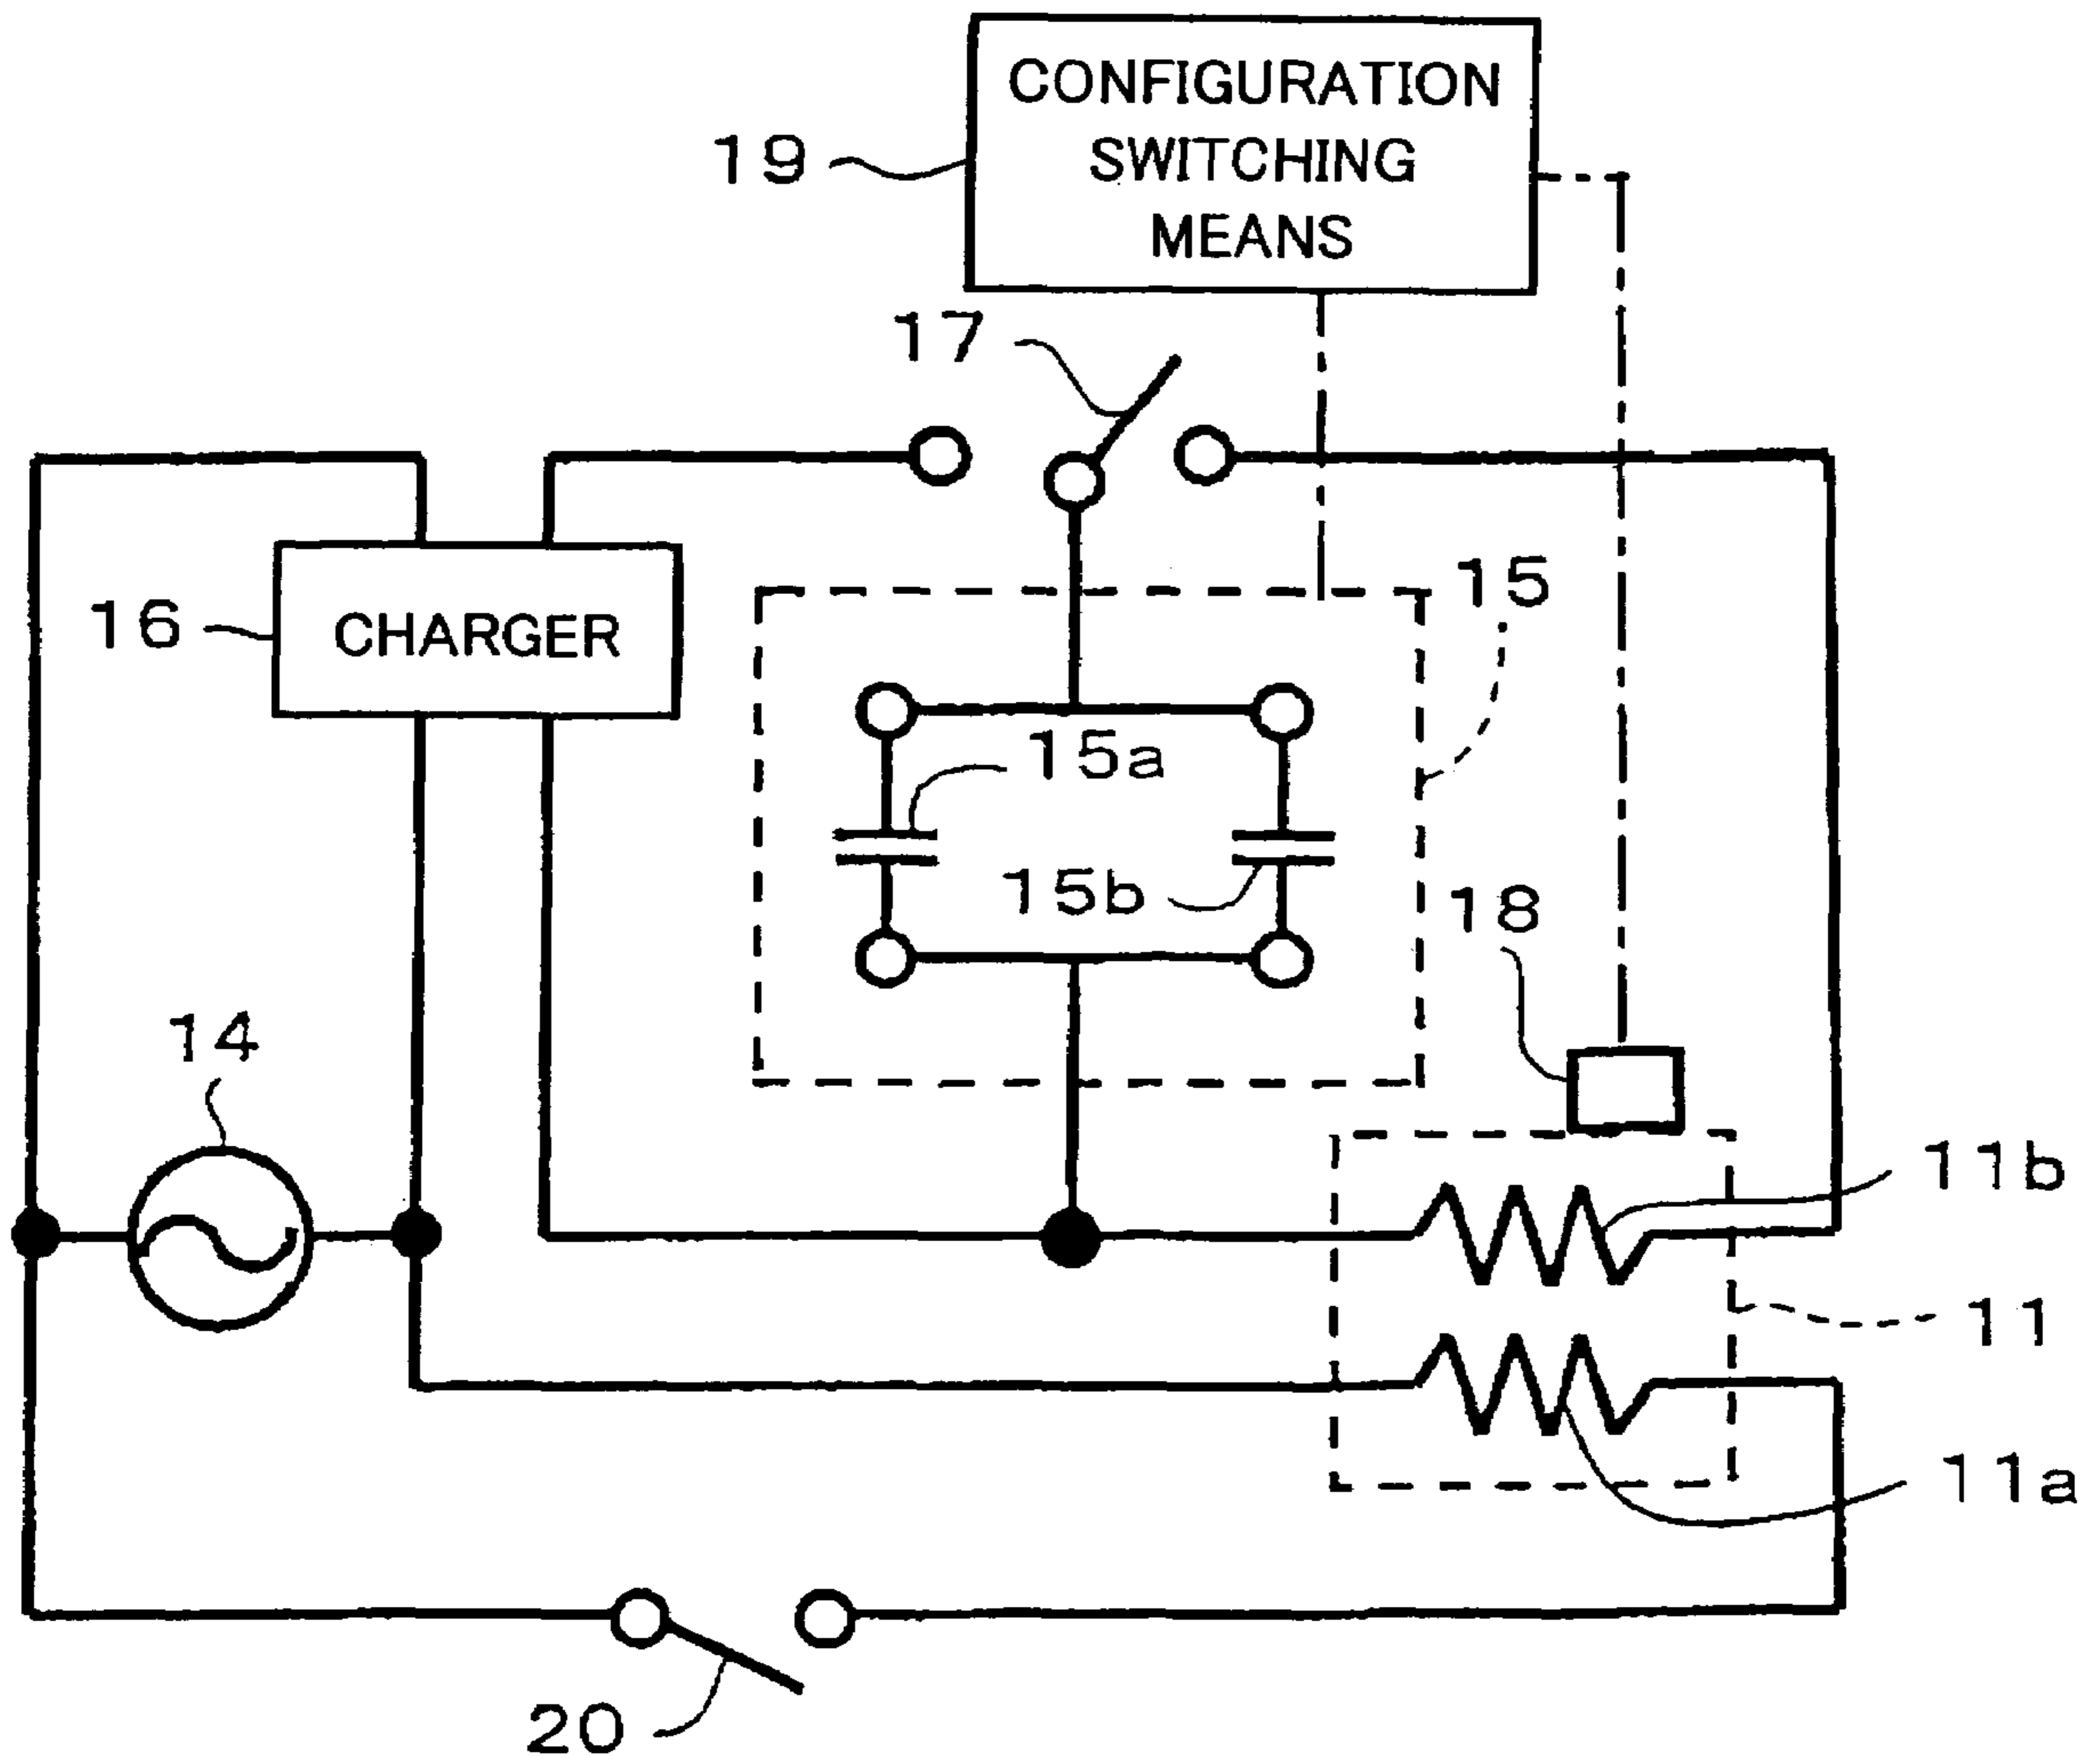 CONFIGURATION
SWITCHING
MEANS
19
17
15
16
CHARGER
15a
15b
18
14
11b
11
11a
20